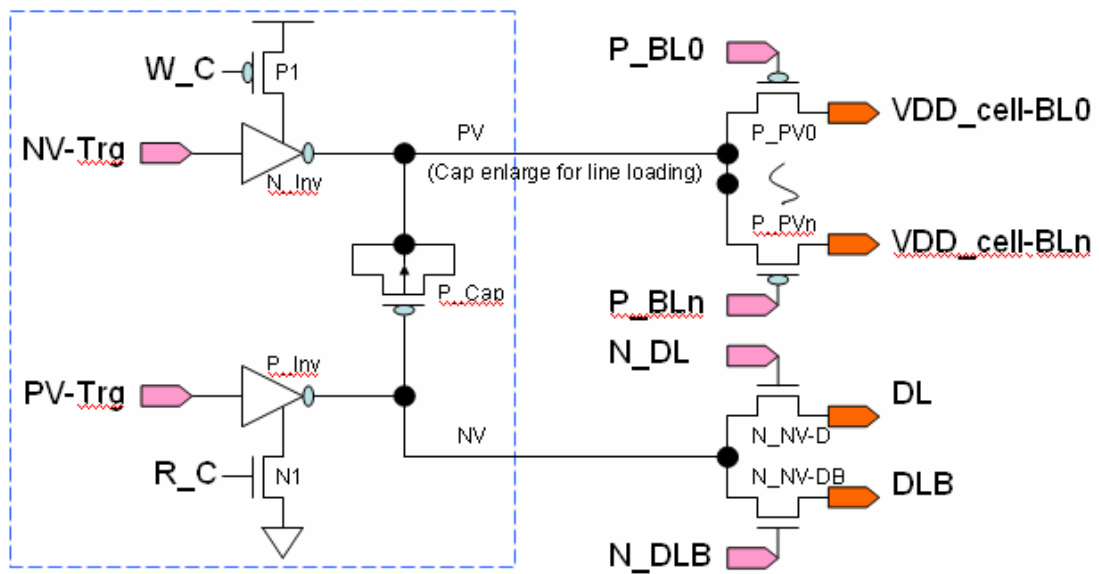 P_BL0
W_C
P1
VDD_cell-BL0
P_PV0
NV-Trg
N_Inv
PV
(Cap enlarge for line loading)
P_PVn
VDD_cell-BLn
P_Cap
P_BLn
P_Inv
N_DL
PV-Trg
DL
N_NV-D
NV
R_C
N1
N_NV-DB
DLB
N_DLB